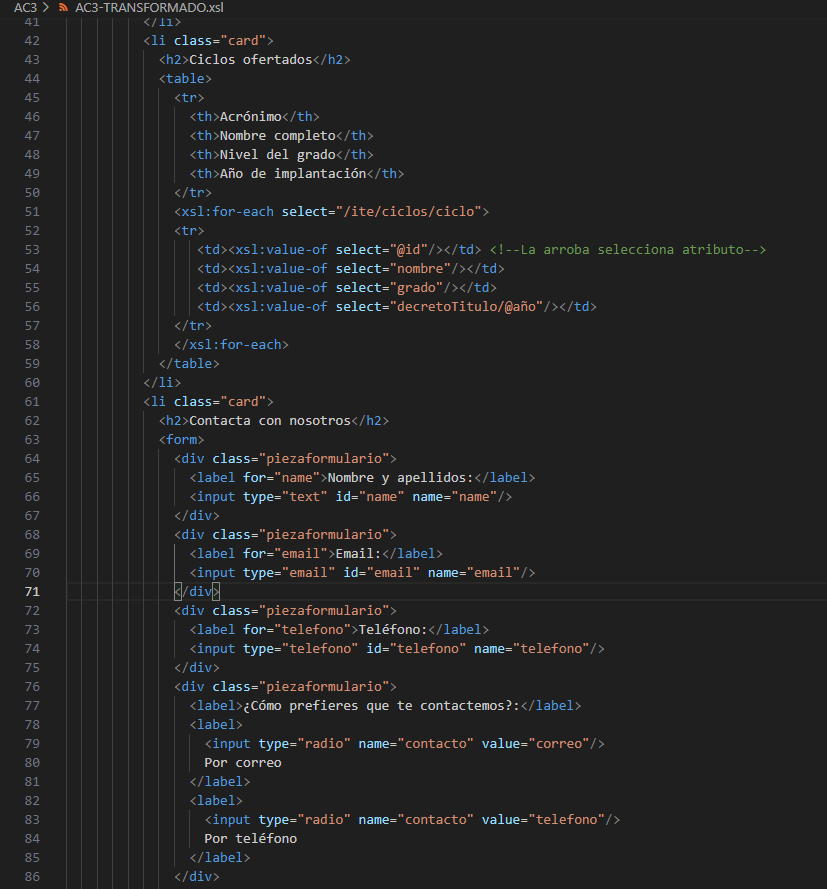 AC3 > AC3-TRANSFORMADO.xsl
41 </li>
42 <li class="card">
43 <h2>Ciclos ofertados</h2>
44 <table>
45 <tr>
46 <th>Acrónimo</th>
47 <th>Nombre completo</th>
48 <th>Nivel del grado</th>
49 <th>Año de implantación</th>
50 </tr>
51 <xsl:for-each select="/ite/ciclos/ciclo">
52 <tr>
53 <td><xsl:value-of select="@id"/></td> <!--La arroba selecciona atributo-->
54 <td><xsl:value-of select="nombre"/></td>
55 <td><xsl:value-of select="grado"/></td>
56 <td><xsl:value-of select="decretoTitulo/@año"/></td>
57 </tr>
58 </xsl:for-each>
59 </table>
60 </li>
61 <li class="card">
62 <h2>Contacta con nosotros</h2>
63 <form>
64 <div class="piezaformulario">
65 <label for="name">Nombre y apellidos:</label>
66 <input type="text" id="name" name="name"/>
67 </div>
68 <div class="piezaformulario">
69 <label for="email">Email:</label>
70 <input type="email" id="email" name="email"/>
71 </div>
72 <div class="piezaformulario">
73 <label for="telefono">Teléfono:</label>
74 <input type="telefono" id="telefono" name="telefono"/>
75 </div>
76 <div class="piezaformulario">
77 <label>¿Cómo prefieres que te contactemos?:</label>
78 <label>
79 <input type="radio" name="contacto" value="correo"/>
80 Por correo
81 </label>
82 <label>
83 <input type="radio" name="contacto" value="telefono"/>
84 Por teléfono
85 </label>
86 </div>